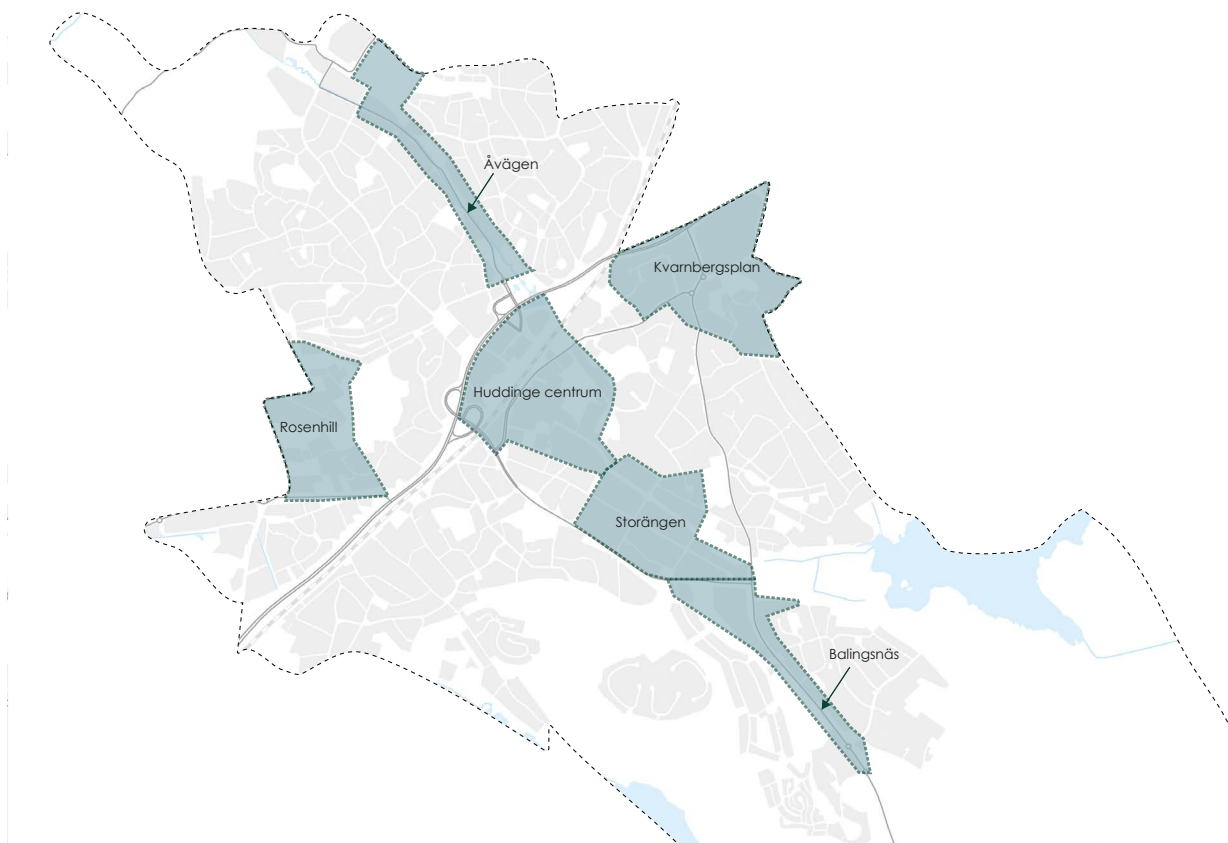 Åvägen
Kvarnbergsplan
Huddinge centrum
Rosenhill
Storängen
Balingsnäs